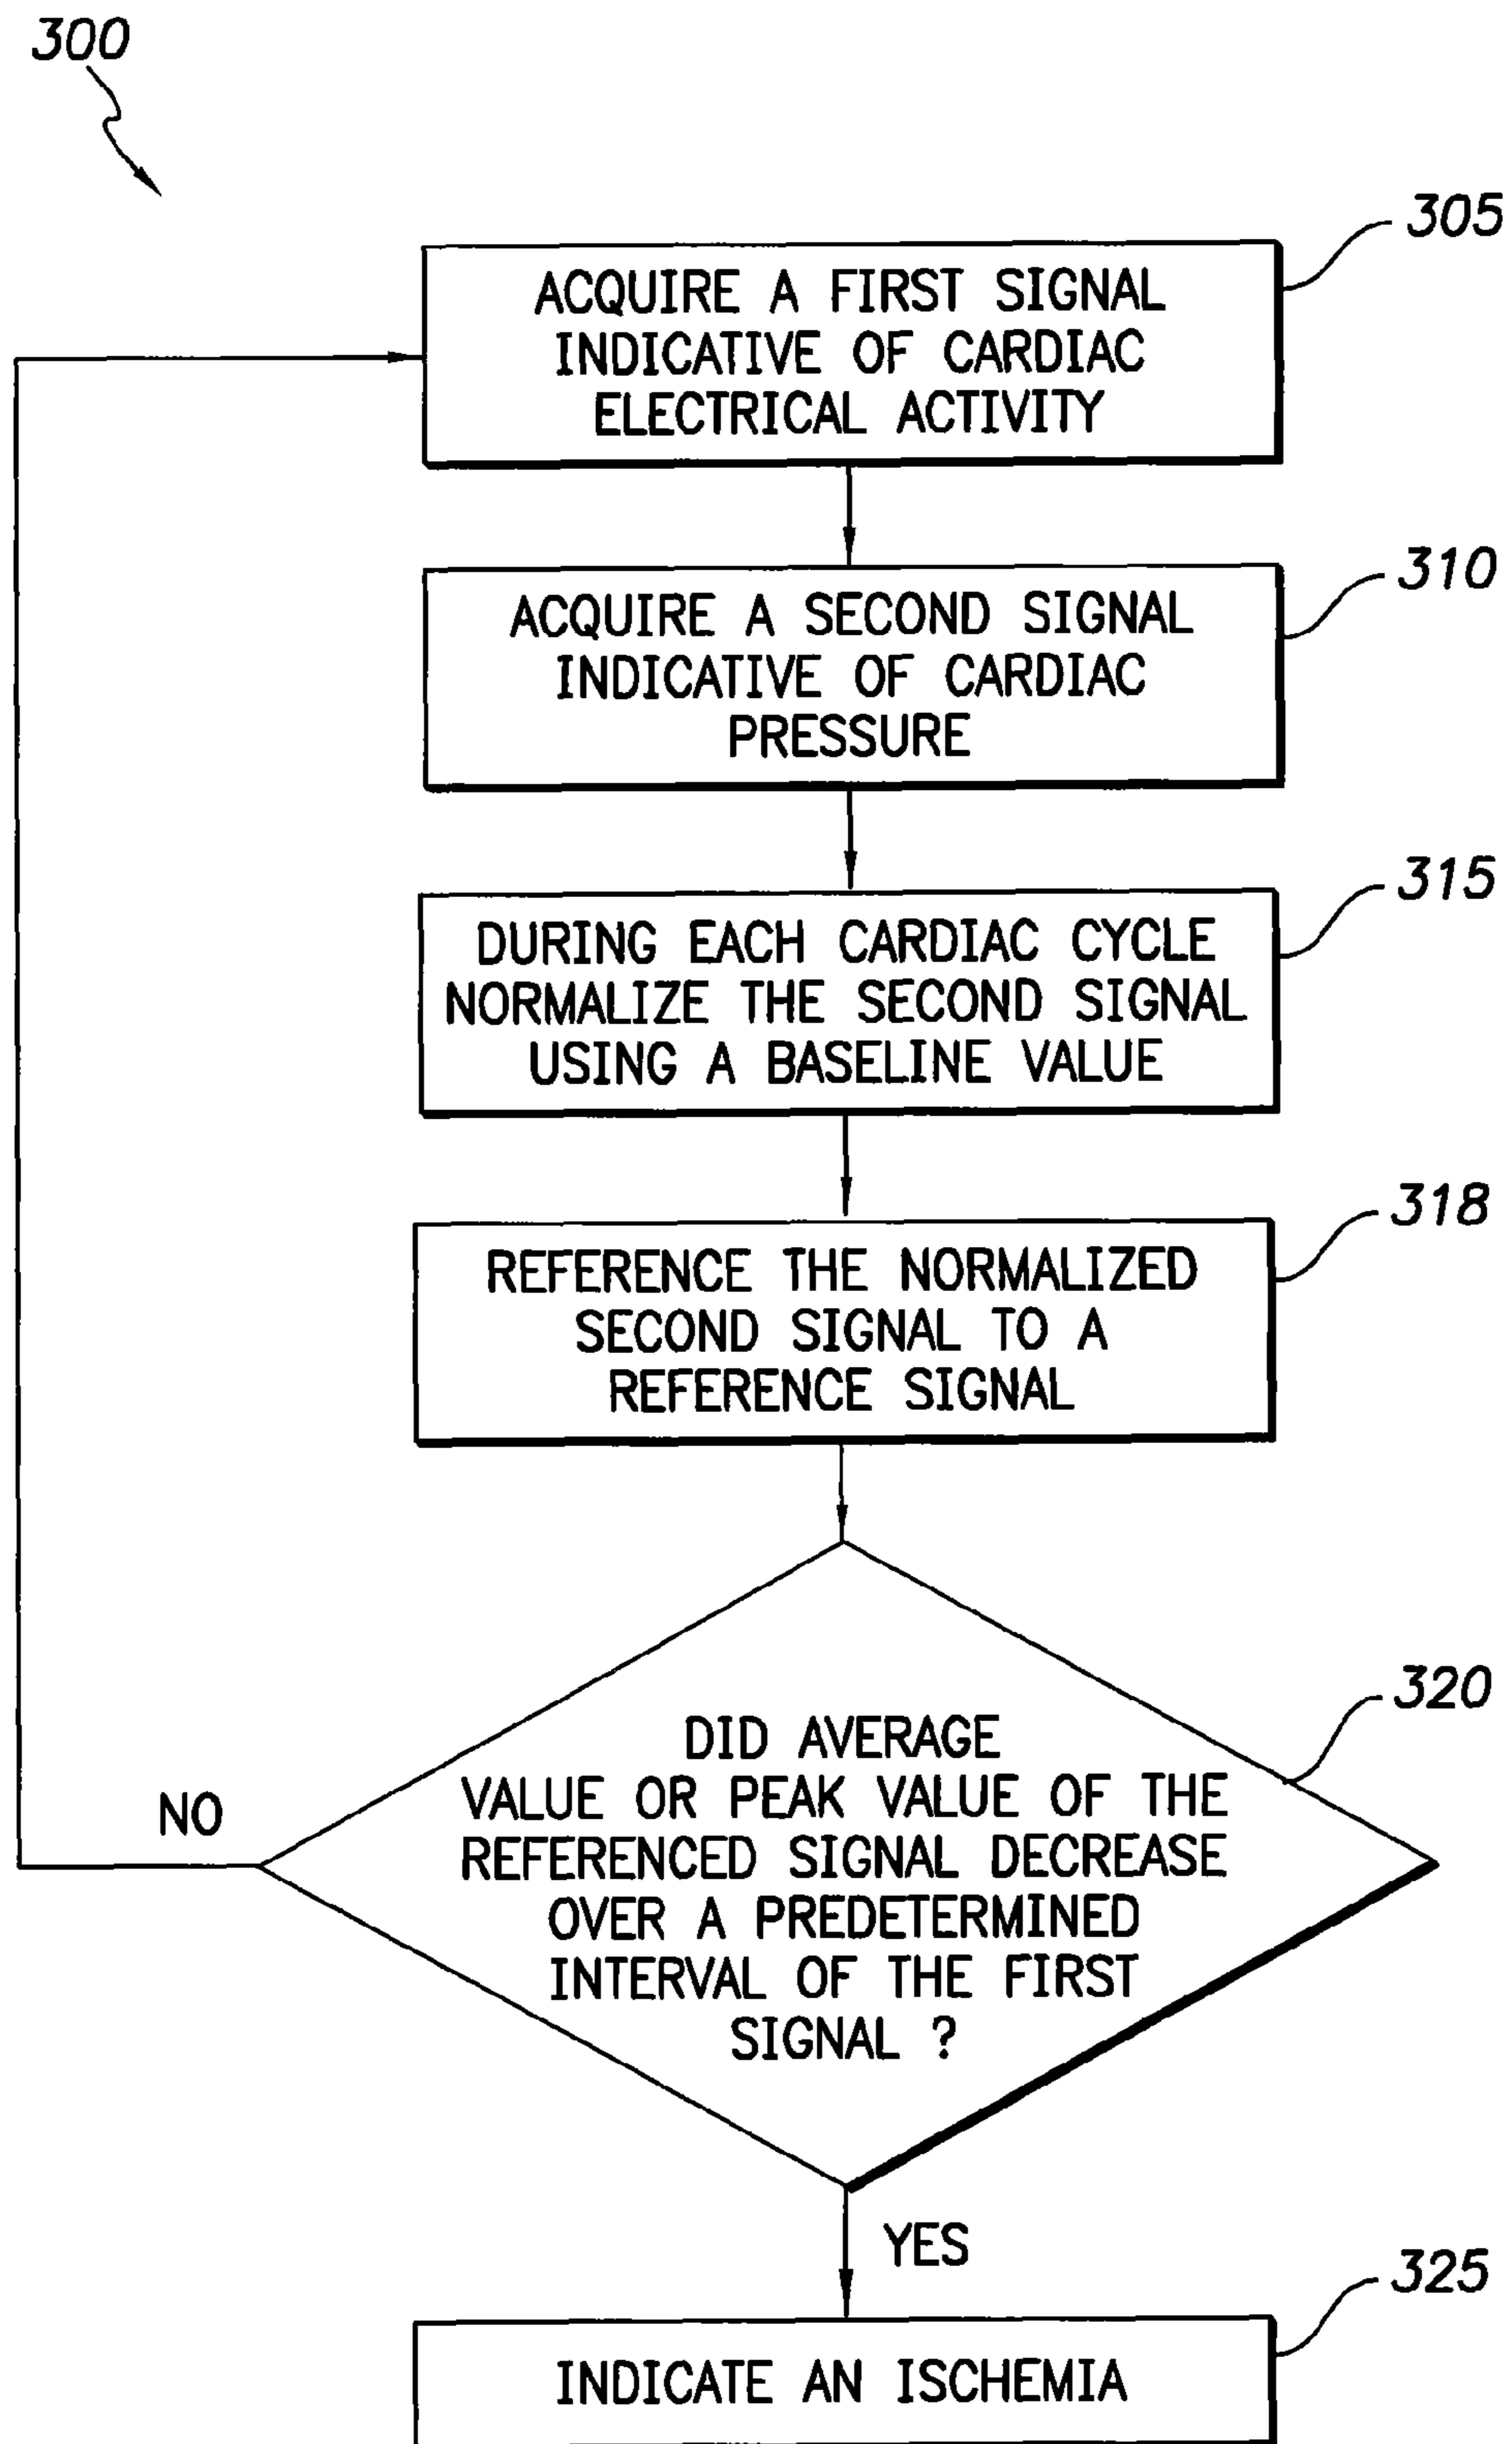 300
305
ACQUIRE A FIRST SIGNAL
INDICATIVE OF CARDIAC
ELECTRICAL ACTIVITY
310
ACQUIRE A SECOND SIGNAL
INDICATIVE OF CARDIAC
PRESSURE
315
DURING EACH CARDIAC CYCLE
NORMALIZE THE SECOND SIGNAL
USING A BASELINE VALUE
318
REFERENCE THE NORMALIZED
SECOND SIGNAL TO A
REFERENCE SIGNAL
320
DID AVERAGE
VALUE OR PEAK VALUE OF THE
REFERENCED SIGNAL DECREASE
OVER A PREDETERMINED
INTERVAL OF THE FIRST
SIGNAL ?
NO
YES
325
INDICATE AN ISCHEMIA